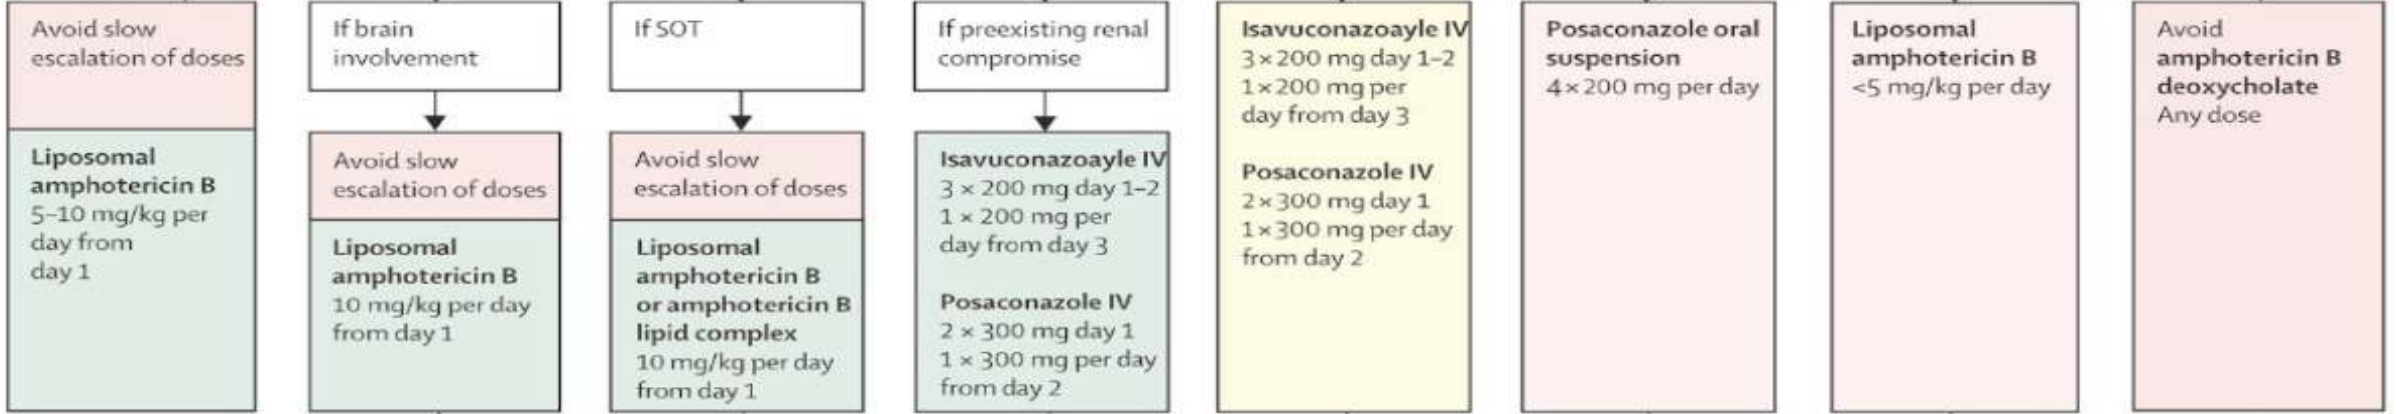 Avoid slow
escalation of doses
Liposomal
amphotericin B
5–10 mg/kg per
day from
day 1
If brain
involvement
Avoid slow
escalation of doses
Liposomal
amphotericin B
10 mg/kg per day
from day 1
If SOT
Avoid slow
escalation of doses
Liposomal
amphotericin B
or amphotericin B
lipid complex
10 mg/kg per day
from day 1
If preexisting renal
compromise
Isavuconazoayle IV
3 × 200 mg day 1–2
1 × 200 mg per
day from day 3
Posaconazole IV
2 × 300 mg day 1
1 × 300 mg per day
from day 2
Isavuconazoayle IV
3 × 200 mg day 1–2
1 × 200 mg per
day from day 3
Posaconazole IV
2 × 300 mg day 1
1 × 300 mg per day
from day 2
Posaconazole oral
suspension
4 × 200 mg per day
Liposomal
amphotericin B
<5 mg/kg per day
Avoid
amphotericin B
deoxycholate
Any dose